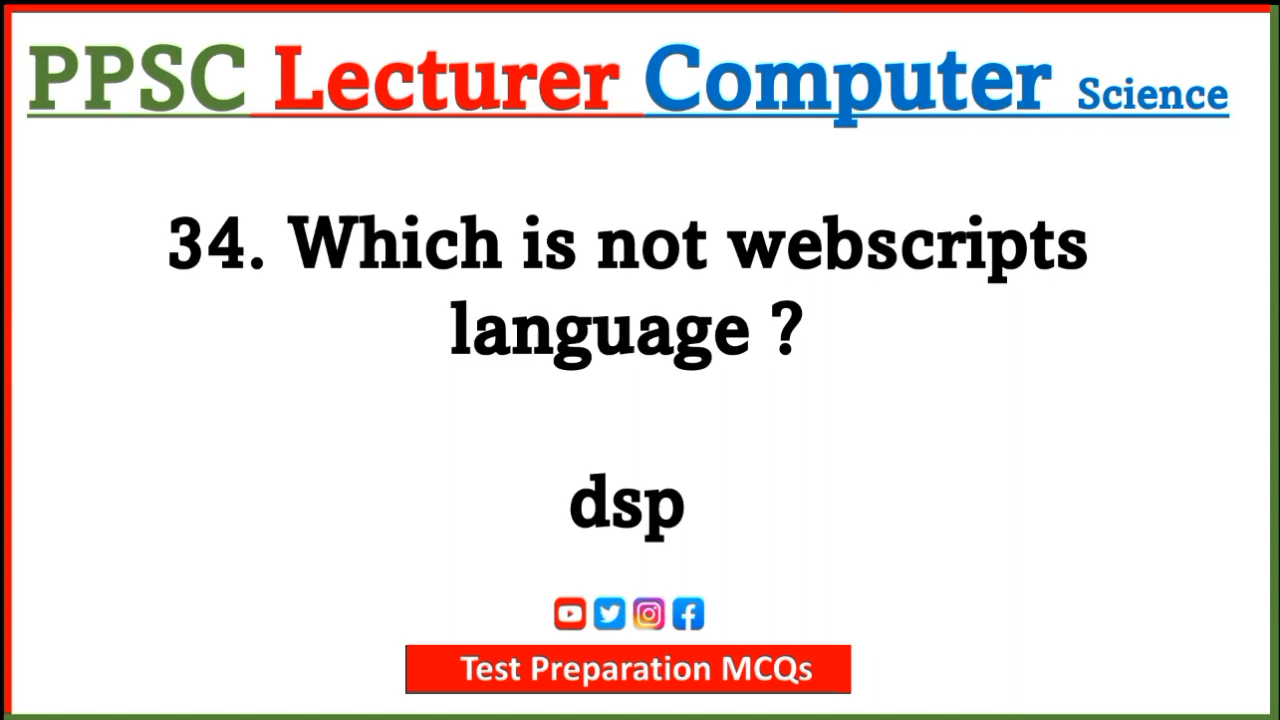 PPSC Lecturer Computer Science
34. Which is not webscripts
language ?
dsp
Test Preparation MCQs